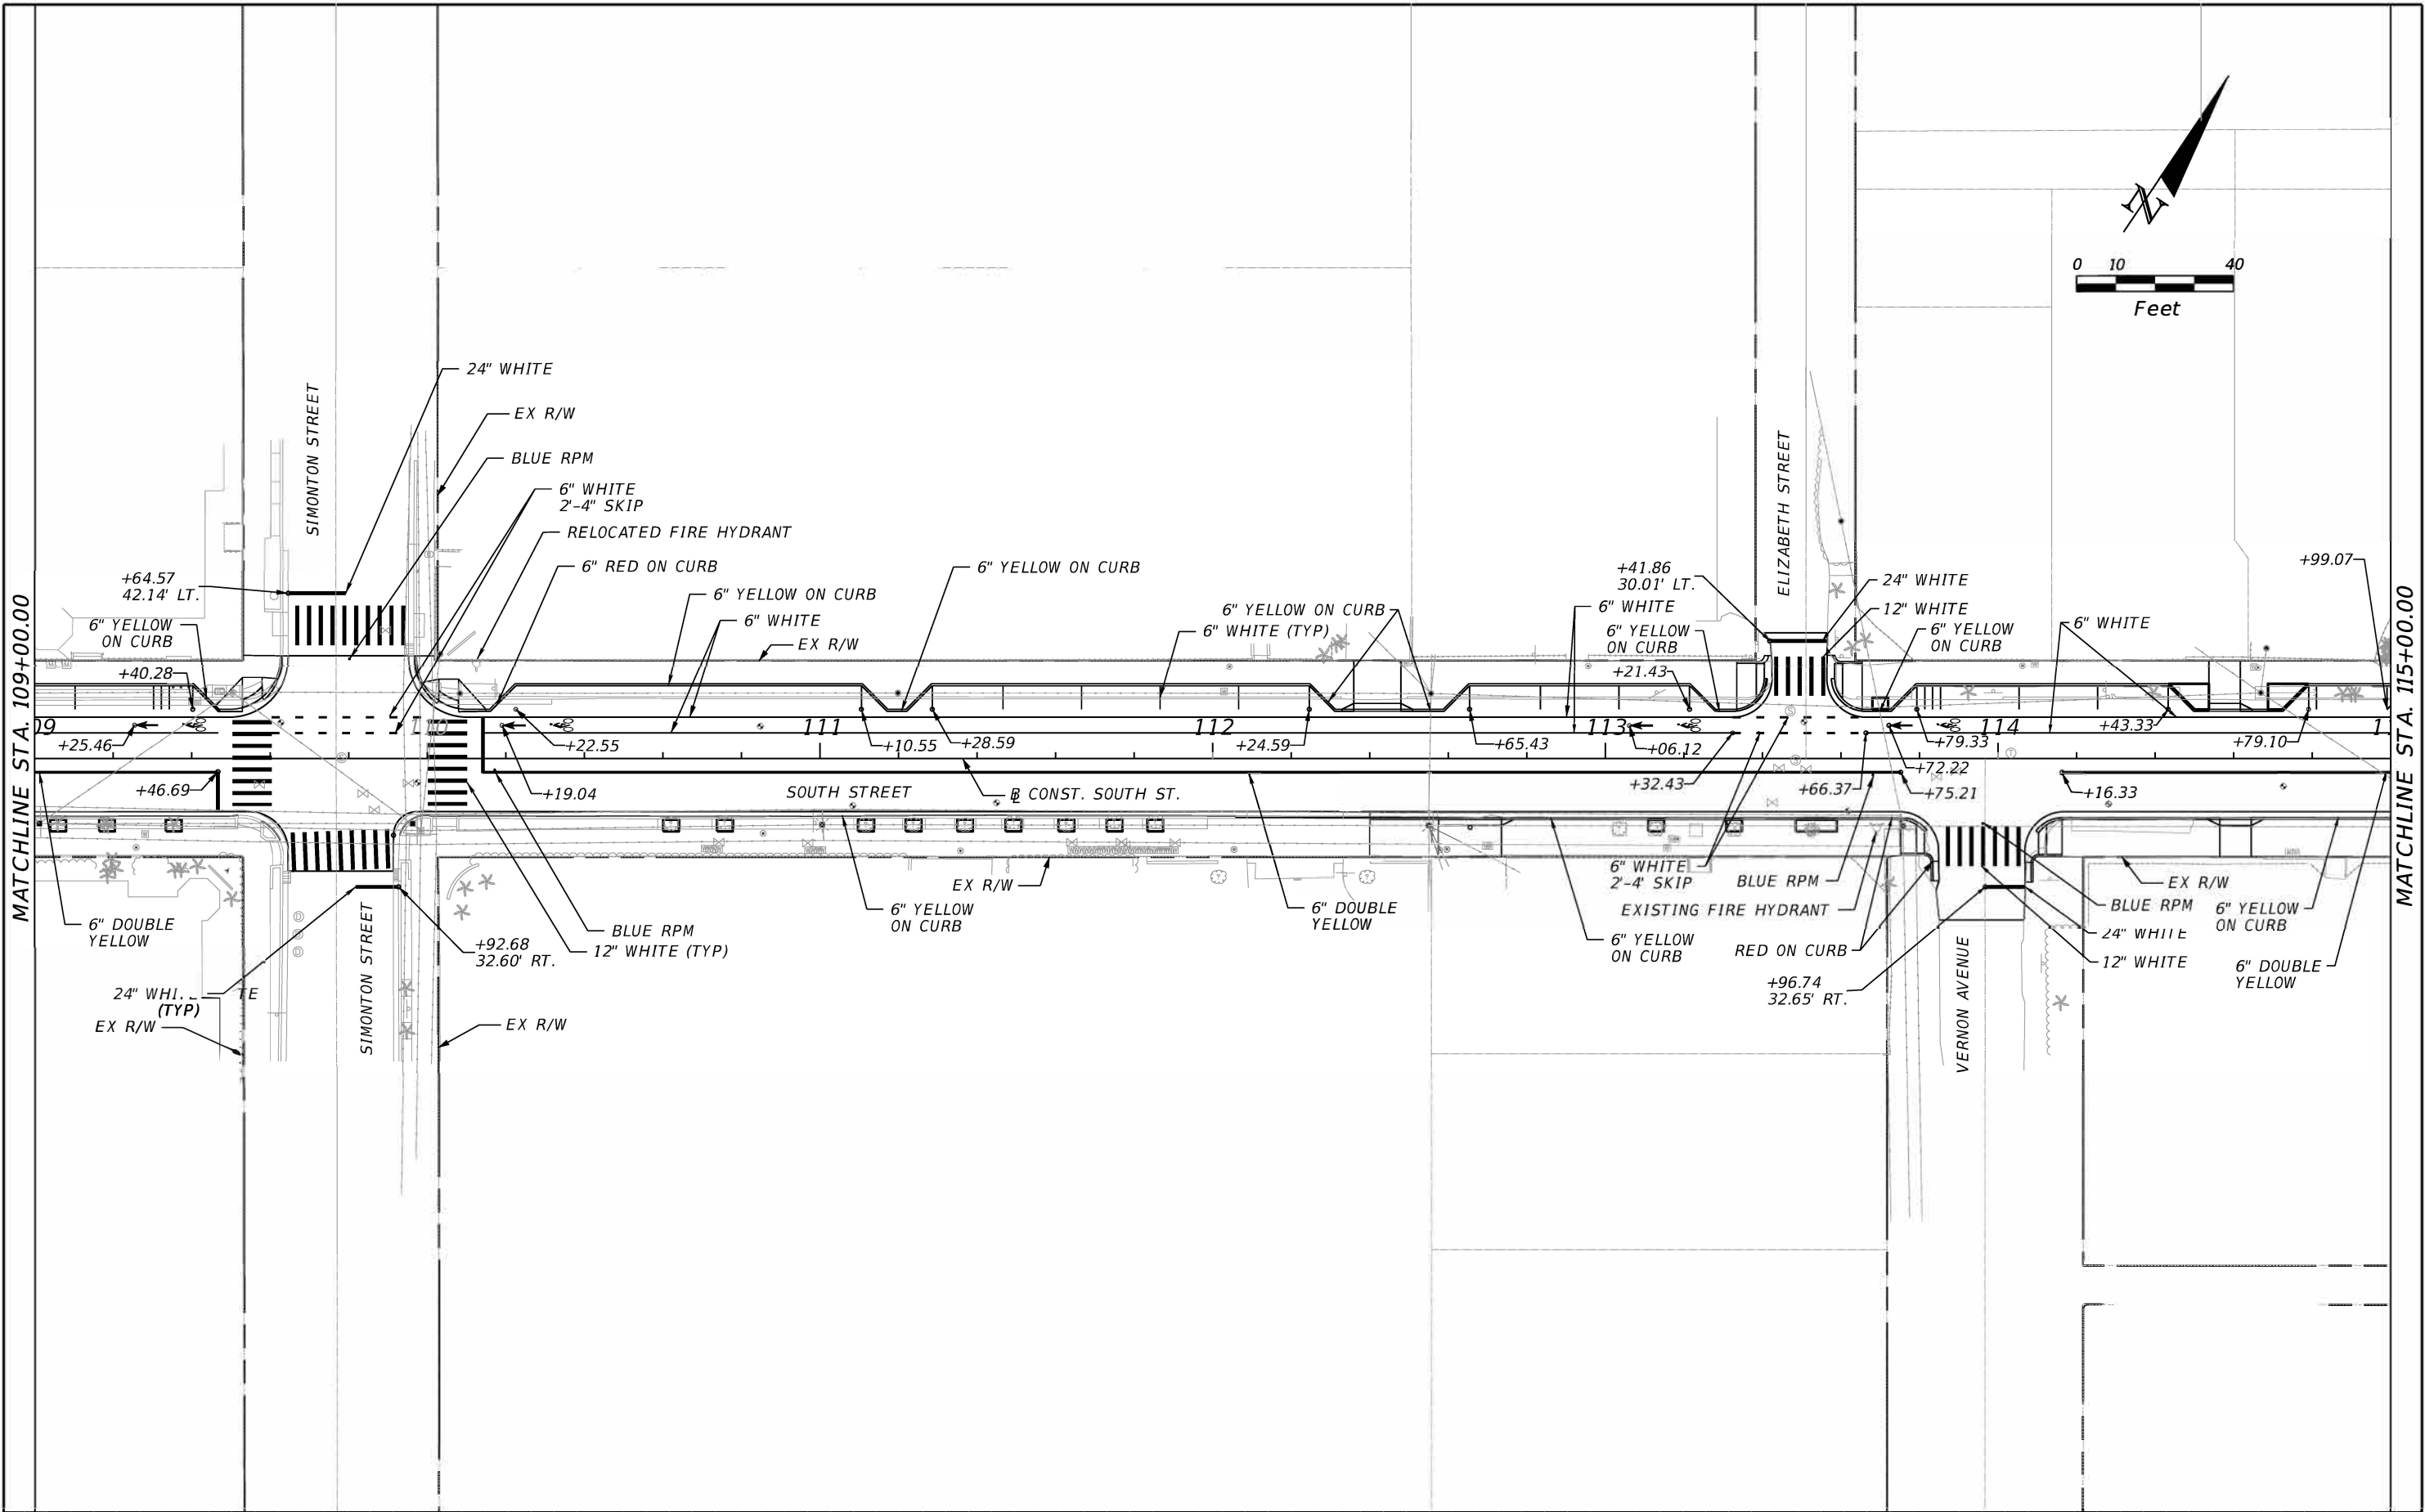 N
0 10 40
Feet
24" WHITE
SIMONTON STREET
EX R/W
BLUE RPM
6" WHITE
2'-4" SKIP
RELOCATED FIRE HYDRANT
6" RED ON CURB
6" YELLOW ON CURB
6" YELLOW ON CURB
6" WHITE
EX R/W
6" YELLOW ON CURB
6" WHITE (TYP)
+64.57
42.14' LT.
6" YELLOW
ON CURB
+40.28
ELIZABETH STREET
+41.86
30.01' LT.
24" WHITE
12" WHITE
6" WHITE
6" YELLOW
ON CURB
6" YELLOW
ON CURB
6" WHITE
+99.07
+21.43
MATCHLINE STA. 109+00.00
MATCHLINE STA. 115+00.00
09
110
111
112
113
114
1
+25.46
+22.55
+10.55
+28.59
+24.59
+65.43
+06.12
+79.33
+43.33
+79.10
+72.22
+46.69
+19.04
SOUTH STREET
B CONST. SOUTH ST.
+32.43
+66.37
+75.21
+16.33
6" DOUBLE
YELLOW
EX R/W
6" YELLOW
ON CURB
6" DOUBLE
YELLOW
BLUE RPM
12" WHITE (TYP)
+92.68
32.60' RT.
SIMONTON STREET
24" WHI
TE
(TYP)
EX R/W
EX R/W
6" WHITE
2'-4' SKIP
BLUE RPM
EXISTING FIRE HYDRANT
6" YELLOW
ON CURB
RED ON CURB
+96.74
32.65' RT.
VERNON AVENUE
EX R/W
BLUE RPM
24" WHITE
12" WHITE
6" YELLOW
ON CURB
6" DOUBLE
YELLOW